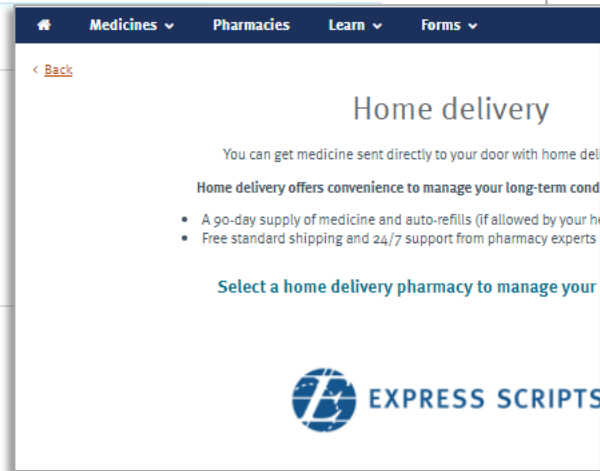 Medicines Pharmacies Learn Forms
< Back
Home delivery
You can get medicine sent directly to your door with home deli
Home delivery offers convenience to manage your long-term cond
• A 90-day supply of medicine and auto-refills (if allowed by your he
• Free standard shipping and 24/7 support from pharmacy experts
Select a home delivery pharmacy to manage your
EXPRESS SCRIPTS